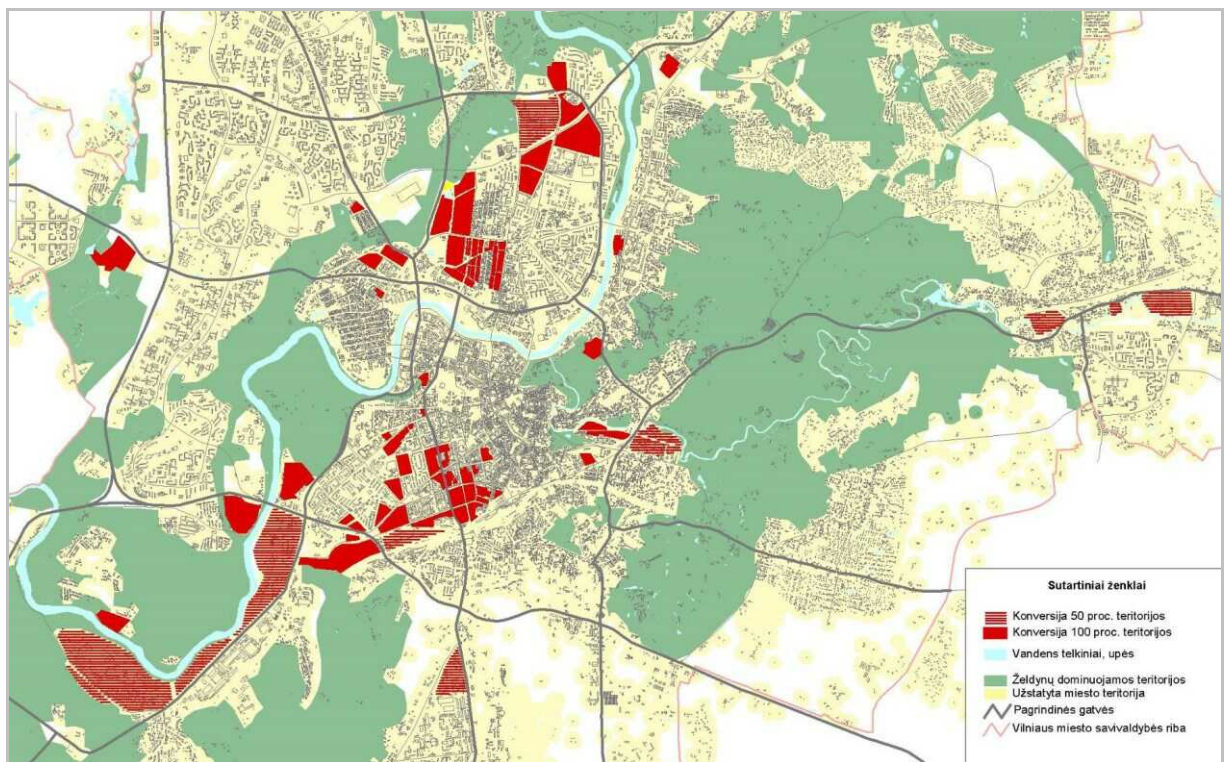 Sutartiniai ženklai
Konversija 50 proc. teritorijos
Konversija 100 proc. teritorijos
Vandens telkiniai, upės
Želdynų dominuojamos teritorijos
Užstatyta miesto teritorija
Pagrindinės gatvės
Vilniaus miesto savivaldybės riba